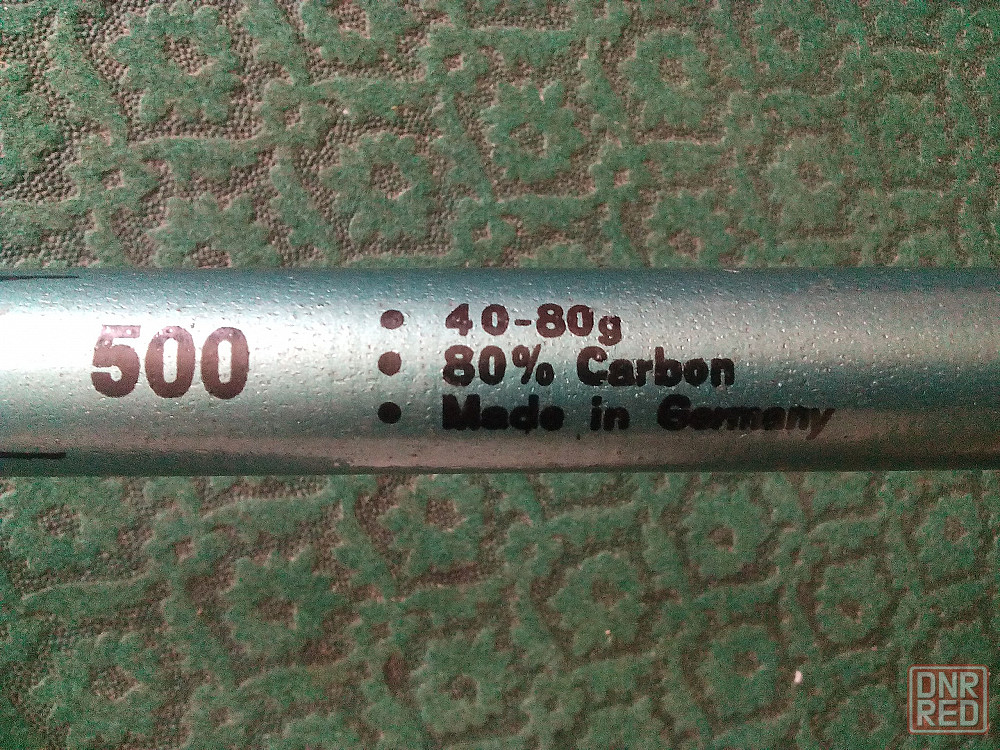 500
• 40-80g
• 80% Carbon
• Made in Germany
DNR
RED